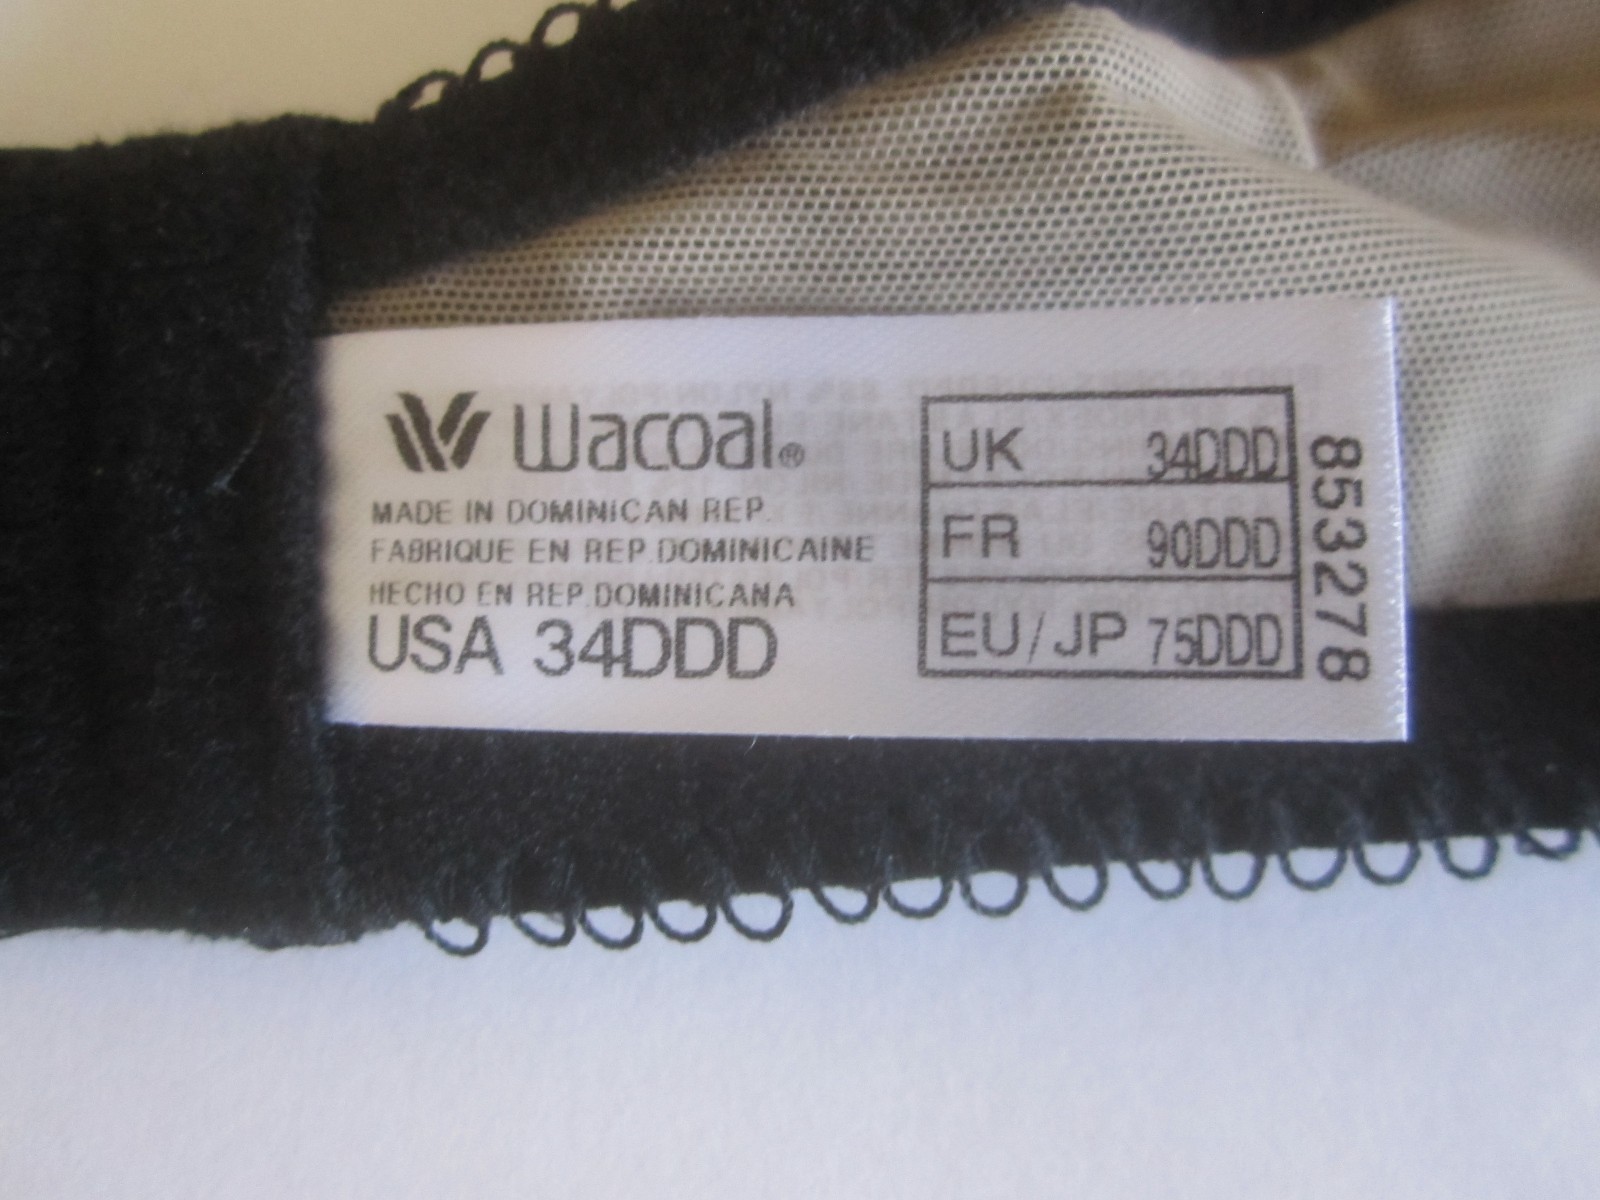 Wacoal®
MADE IN DOMINICAN REP.
FABRIQUE EN REP.DOMINICAINE
HECHO EN REP.DOMINICANA
USA 34DDD
UK 34DDD
FR 90DDD
EU/JP 75DDD
853278